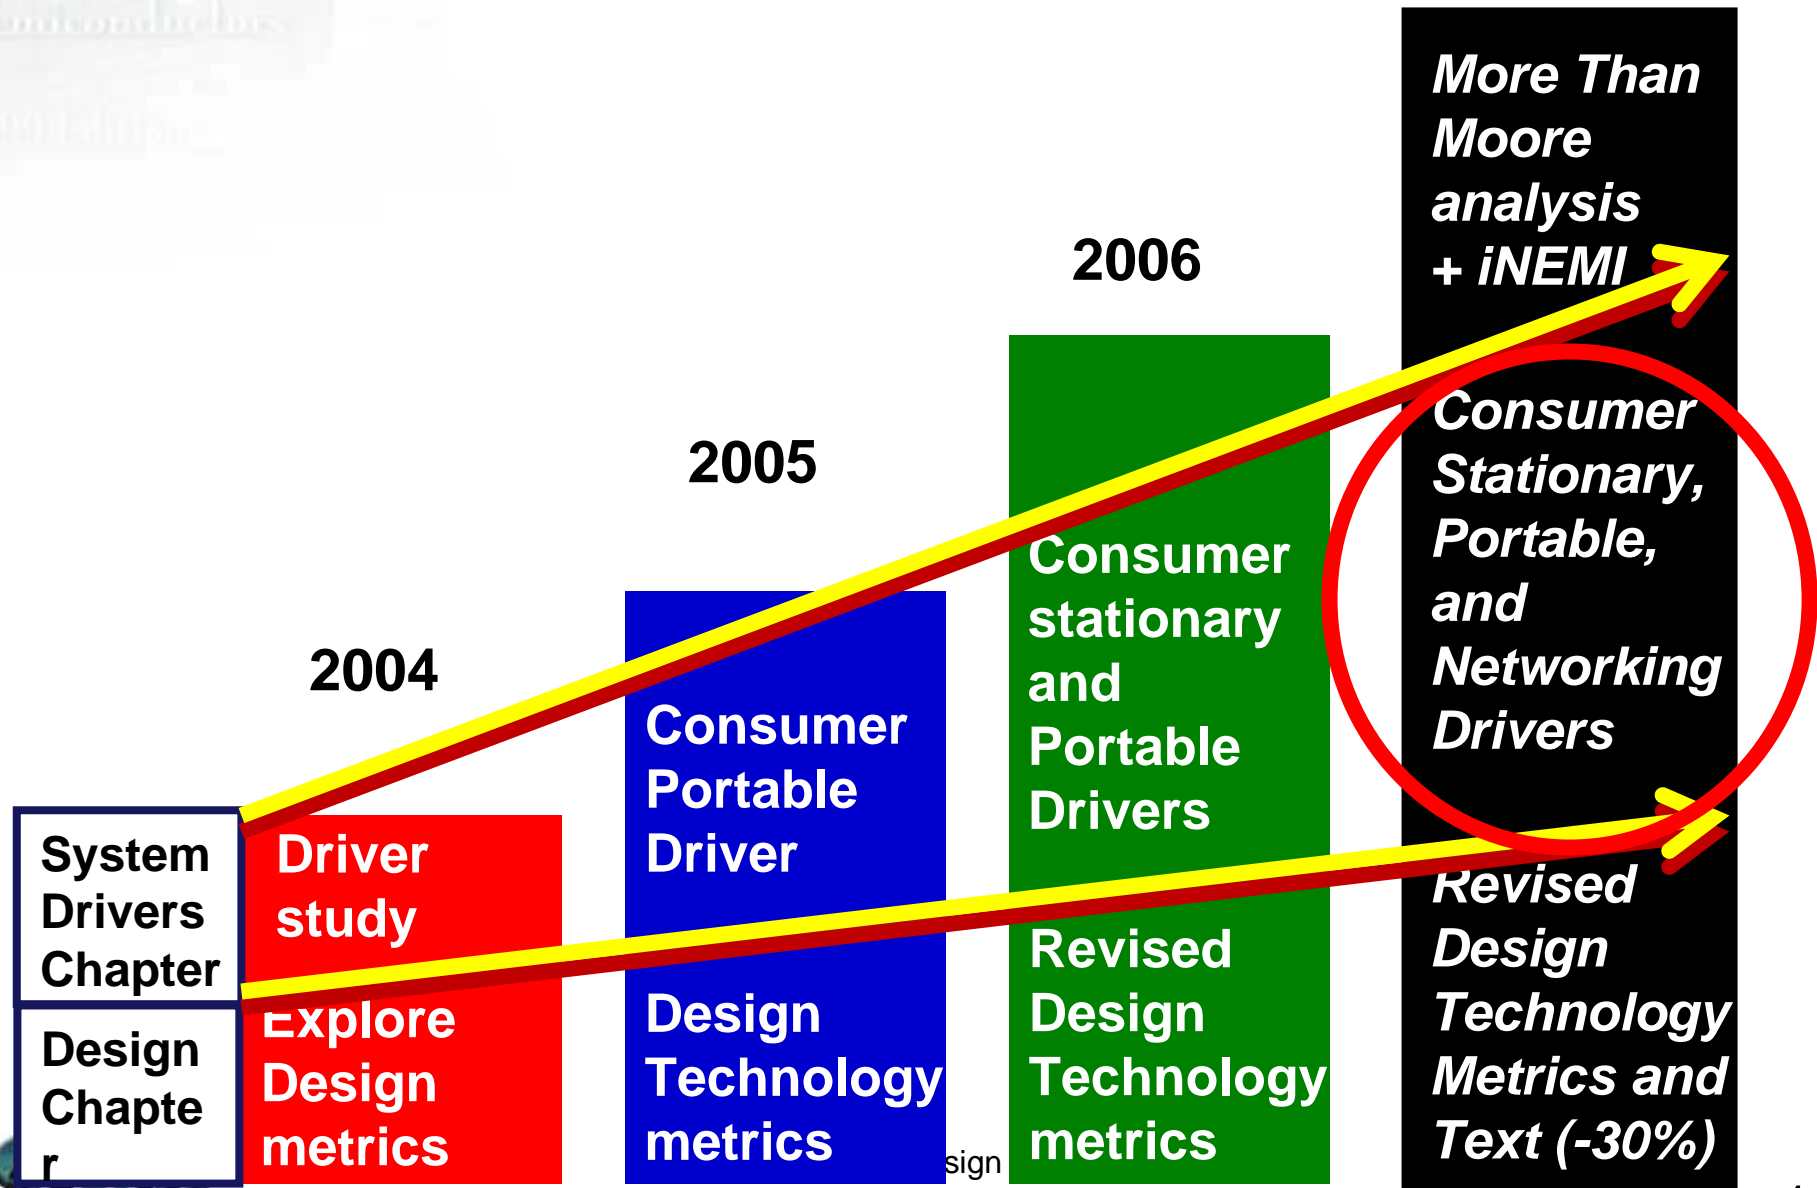 Semiconductors
2004
2005
2006
System
Drivers
Chapter
Design
Chapte
r
Driver
study
Explore
Design
metrics
Consumer
Portable
Driver
Design
Technology
metrics
Consumer
stationary
and
Portable
Drivers
Revised
Design
Technology
metrics
More Than
Moore
analysis
+ iNEMI
Consumer
Stationary,
Portable,
and
Networking
Drivers
Revised
Design
Technology
Metrics and
Text (-30%)
sign